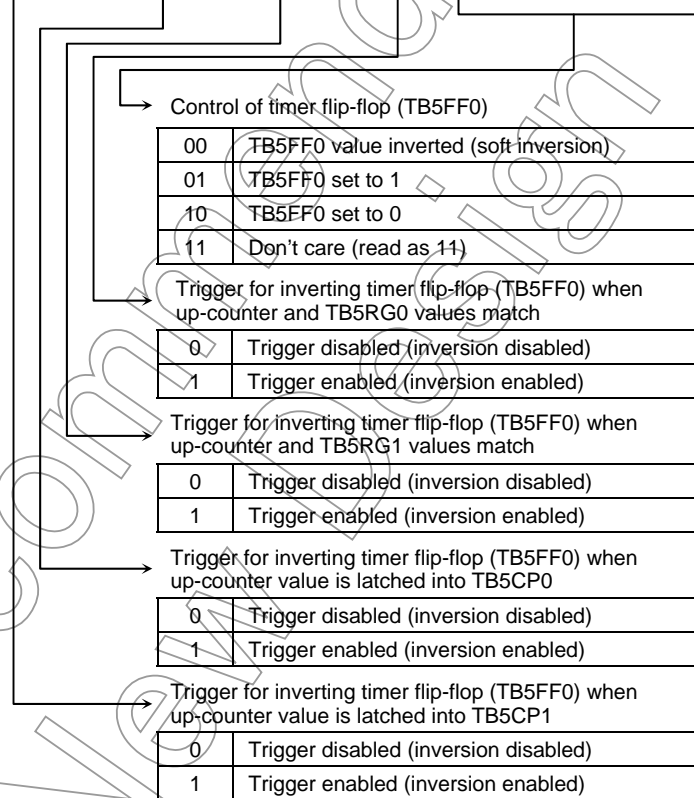 Control of timer flip-flop (TB5FF0)
00 TB5FF0 value inverted (soft inversion)
01 TB5FF0 set to 1
10 TB5FF0 set to 0
11 Don't care (read as 11)
Trigger for inverting timer flip-flop (TB5FF0) when
up-counter and TB5RG0 values match
0 Trigger disabled (inversion disabled)
1 Trigger enabled (inversion enabled)
Trigger for inverting timer flip-flop (TB5FF0) when
up-counter and TB5RG1 values match
0 Trigger disabled (inversion disabled)
1 Trigger enabled (inversion enabled)
Trigger for inverting timer flip-flop (TB5FF0) when
up-counter value is latched into TB5CP0
0 Trigger disabled (inversion disabled)
1 Trigger enabled (inversion enabled)
Trigger for inverting timer flip-flop (TB5FF0) when
up-counter value is latched into TB5CP1
0 Trigger disabled (inversion disabled)
1 Trigger enabled (inversion enabled)
New Design